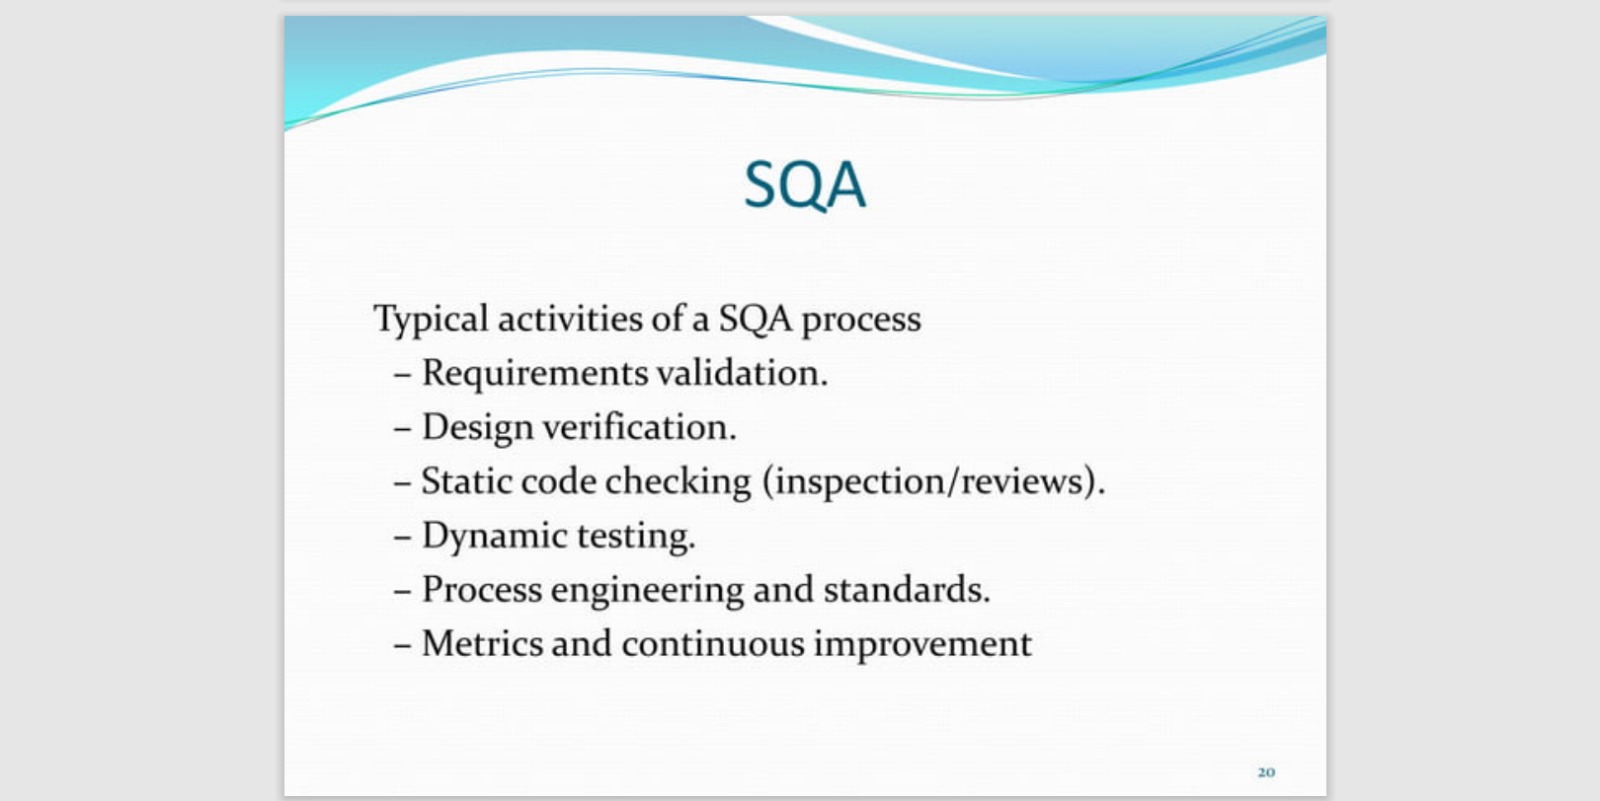 SQA
Typical activities of a SQA process
– Requirements validation.
– Design verification.
– Static code checking (inspection/reviews).
– Dynamic testing.
– Process engineering and standards.
– Metrics and continuous improvement
20